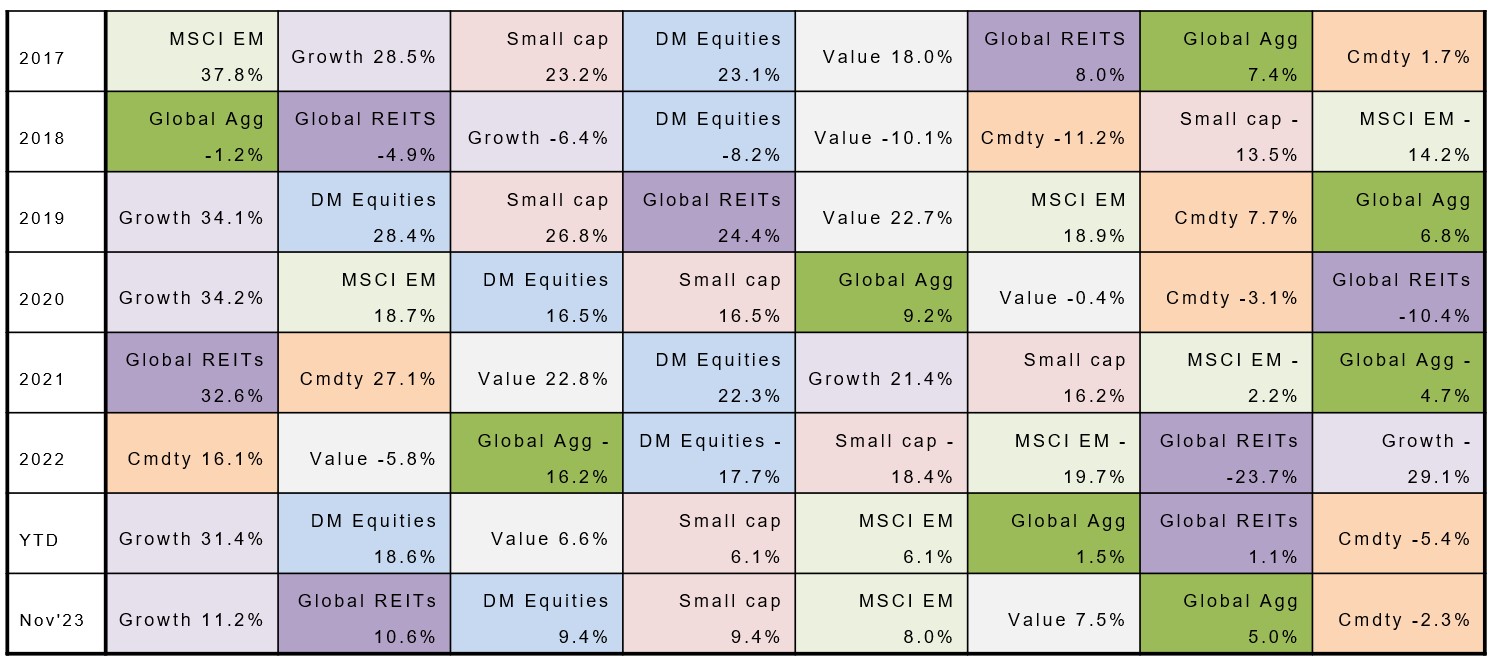 2017
MSCI EM
37.8%
Growth 28.5%
Small cap
23.2%
DM Equities
23.1%
Value 18.0%
Global REITS
8.0%
Global Agg
7.4%
Cmdty 1.7%
2018
Global Agg
-1.2%
Global REITS
-4.9%
Growth -6.4%
DM Equities
-8.2%
Value -10.1%
Cmdty -11.2%
Small cap -
13.5%
MSCI EM -
14.2%
2019
Growth 34.1%
DM Equities
28.4%
Small cap
26.8%
Global REITs
24.4%
Value 22.7%
MSCI EM
18.9%
Cmdty 7.7%
Global Agg
6.8%
2020
Growth 34.2%
MSCI EM
18.7%
DM Equities
16.5%
Small cap
16.5%
Global Agg
9.2%
Value -0.4%
Cmdty -3.1%
Global REITs
-10.4%
2021
Global REITs
32.6%
Cmdty 27.1%
Value 22.8%
DM Equities
22.3%
Growth 21.4%
Small cap
16.2%
MSCI EM -
2.2%
Global Agg -
4.7%
2022
Cmdty 16.1%
Value -5.8%
Global Agg -
16.2%
DM Equities -
17.7%
Small cap -
18.4%
MSCI EM -
19.7%
Global REITs
-23.7%
Growth -
29.1%
YTD
Growth 31.4%
DM Equities
18.6%
Value 6.6%
Small cap
6.1%
MSCI EM
6.1%
Global Agg
1.5%
Global REITs
1.1%
Cmdty -5.4%
Nov'23
Growth 11.2%
Global REITs
10.6%
DM Equities
9.4%
Small cap
9.4%
MSCI EM
8.0%
Value 7.5%
Global Agg
5.0%
Cmdty -2.3%